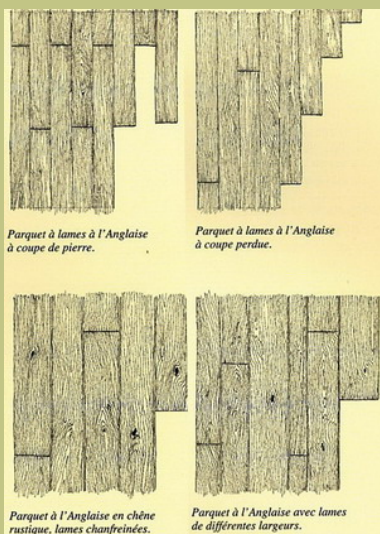 Parquet à lames à l'Anglaise
à coupe de pierre.
Parquet à lames à l'Anglaise
à coupe perdue.
Parquet à l'Anglaise en chêne
rustique, lames chanfreinées.
Parquet à l'Anglaise avec lames
de différentes largeurs.